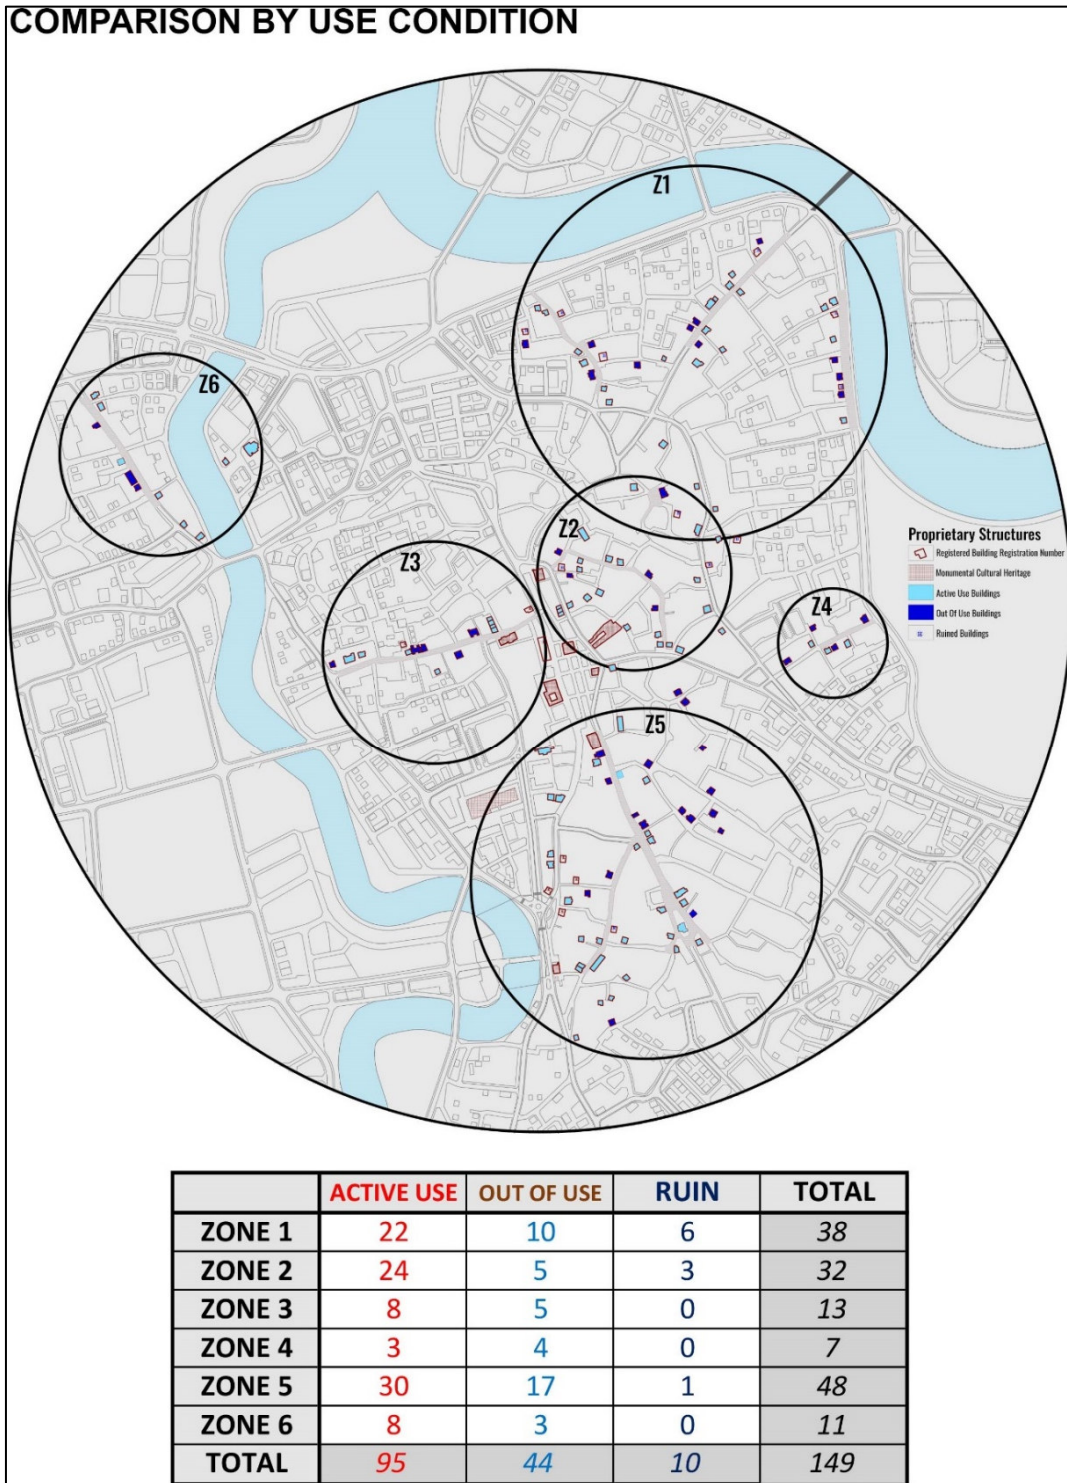 COMPARISON BY USE CONDITION
Z1
Z6
Z2
Z3
Z4
Z5
Proprietary Structures
Registered Building Registration Number
Monumental Cultural Heritage
Active Use Buildings
Out Of Use Buildings
Ruined Buildings
ACTIVE USE OUT OF USE RUIN TOTAL
ZONE 1 22 10 6 38
ZONE 2 24 5 3 32
ZONE 3 8 5 0 13
ZONE 4 3 4 0 7
ZONE 5 30 17 1 48
ZONE 6 8 3 0 11
TOTAL 95 44 10 149